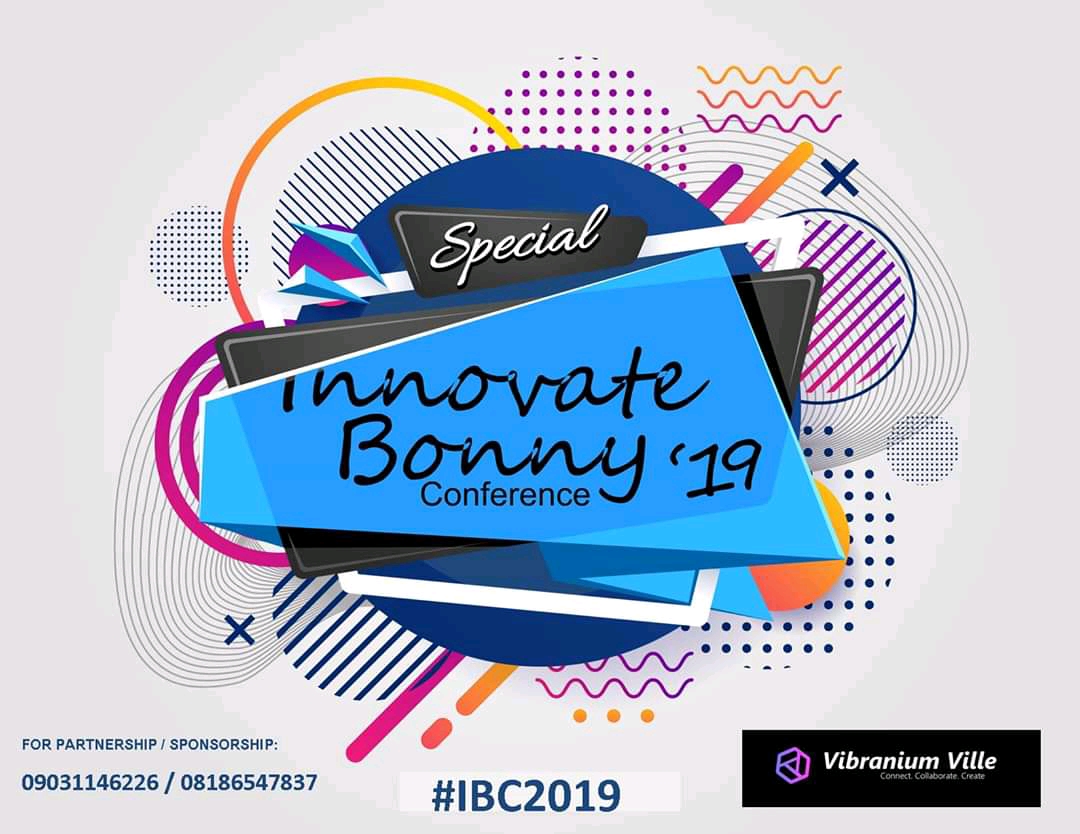 Special
Innovate
Bonny '19
Conference
FOR PARTNERSHIP / SPONSORSHIP:
09031146226 / 08186547837
#IBC2019
Vibranium Ville
Connect. Collaborate. Create